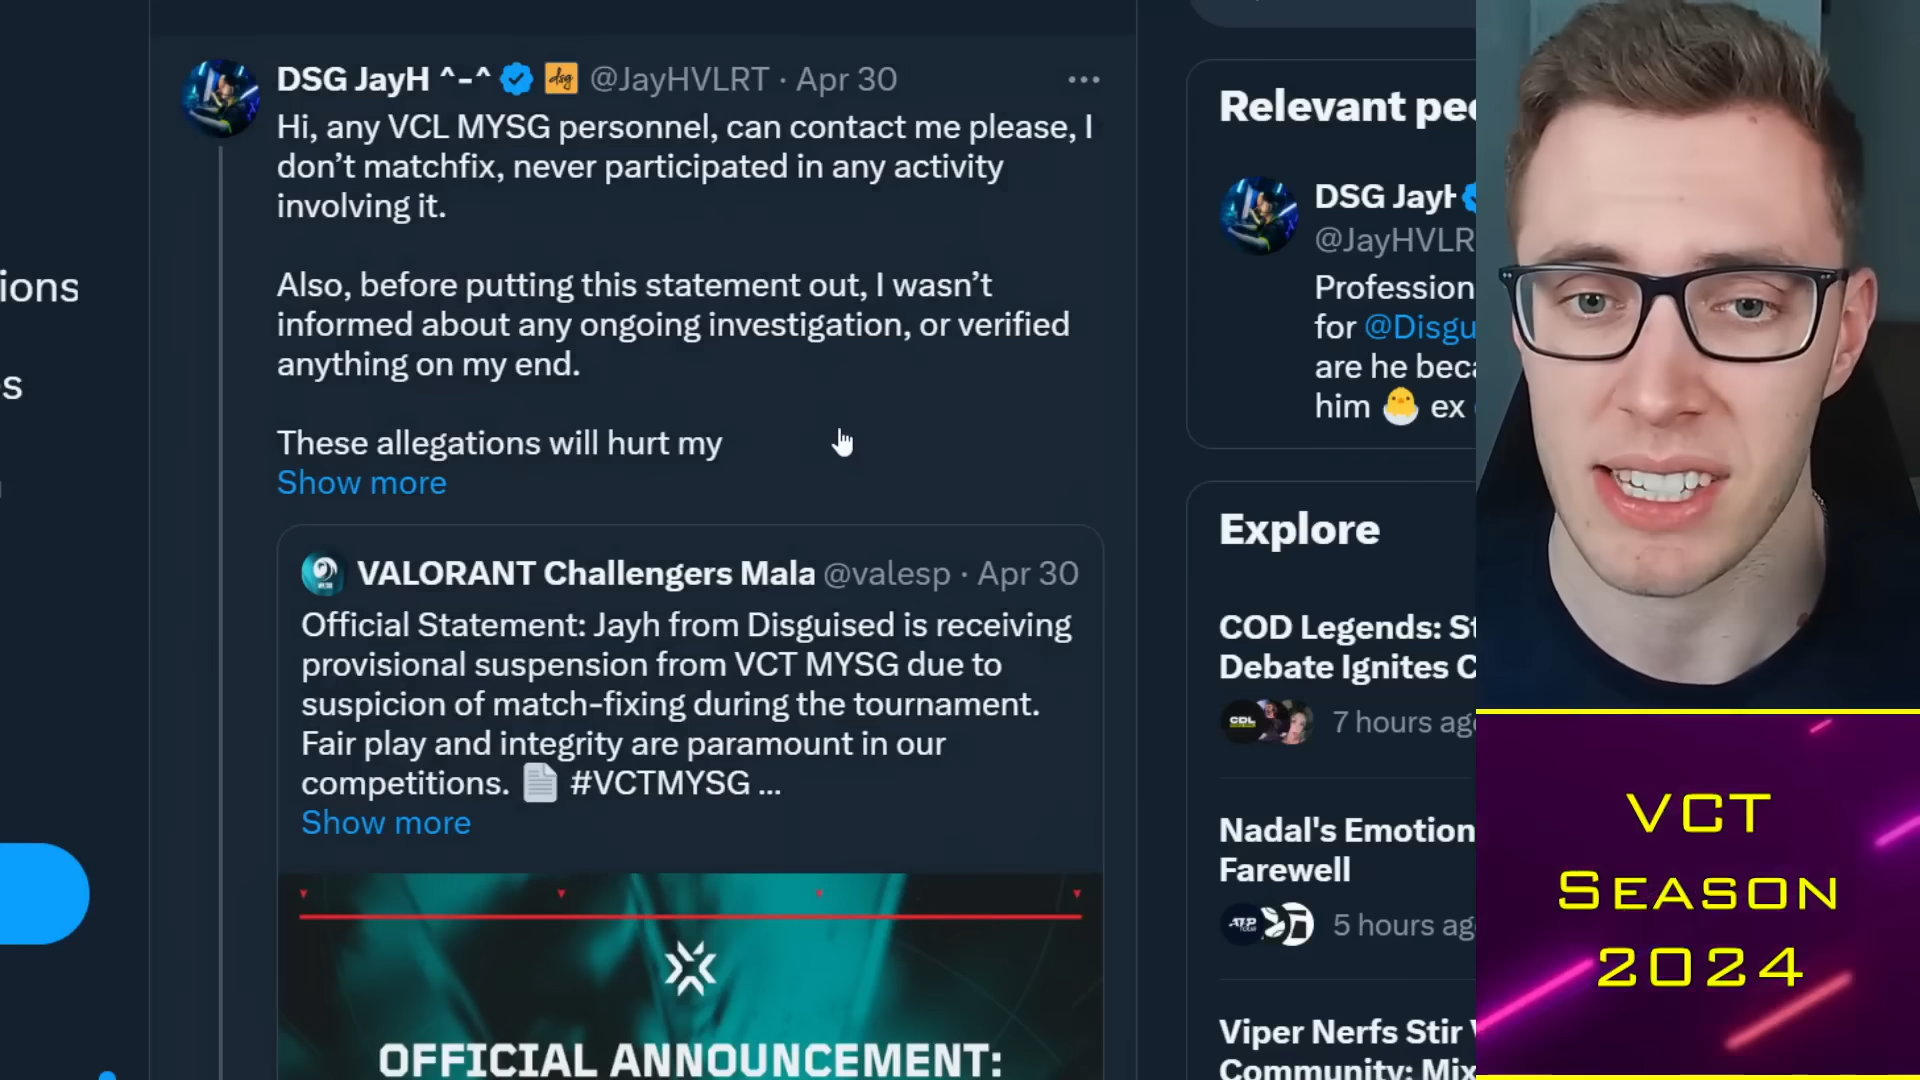 DSG JayH ^-^ dsg @JayHVLRT · Apr 30
Hi, any VCL MYSG personnel, can contact me please, I
don’t matchfix, never participated in any activity
involving it.
Also, before putting this statement out, I wasn’t
informed about any ongoing investigation, or verified
anything on my end.
These allegations will hurt my
Show more
VALORANT Challengers Mala @valesp · Apr 30
Official Statement: Jayh from Disguised is receiving
provisional suspension from VCT MYSG due to
suspicion of match-fixing during the tournament.
Fair play and integrity are paramount in our
competitions. 📄 #VCTMYSG ...
Show more
OFFICIAL ANNOUNCEMENT:
ions
s
Relevant peo
DSG JayH
@JayHVLR
Profession
for @Disgu
are he beca
him 🐣 ex
Explore
COD Legends: St
Debate Ignites C
CDL
7 hours ag
Nadal's Emotion
Farewell
ATP
5 hours ag
Viper Nerfs Stir
Community: Mix
VCT
SEASON
2024